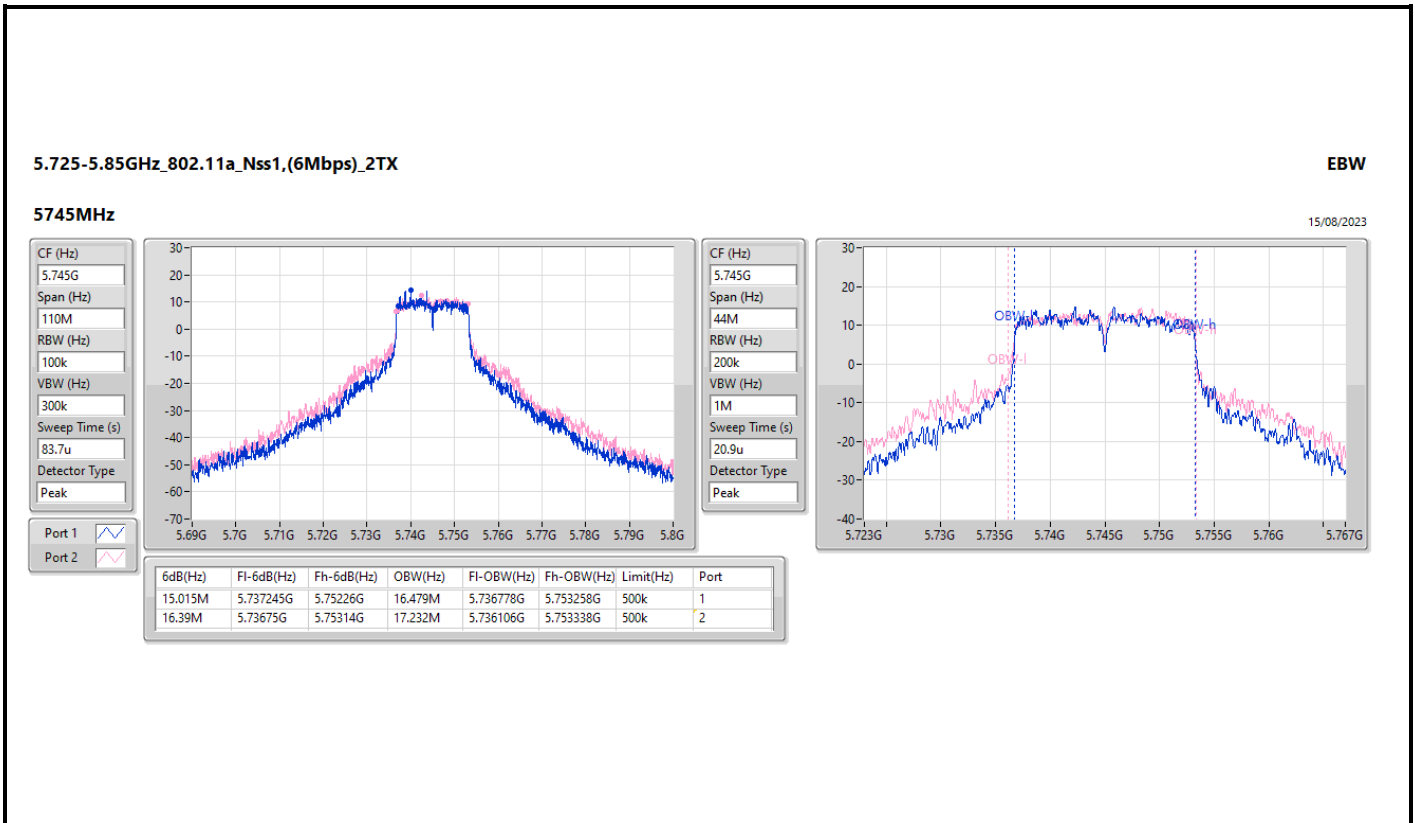 5.725-5.85GHz_802.11a_Nss1,(6Mbps)_2TX
EBW
5745MHz
15/08/2023
CF (Hz)
5.745G
Span (Hz)
110M
RBW (Hz)
100k
VBW (Hz)
300k
Sweep Time (s)
83.7u
Detector Type
Peak
Port 1
Port 2
30
20
10
0
-10
-20
-30
-40
-50
-60
-70
5.69G 5.7G 5.71G 5.72G 5.73G 5.74G 5.75G 5.76G 5.77G 5.78G 5.79G 5.8G
CF (Hz)
5.745G
Span (Hz)
44M
RBW (Hz)
200k
VBW (Hz)
1M
Sweep Time (s)
20.9u
Detector Type
Peak
30
20
10
0
-10
-20
-30
-40
OBW-h
OBW-l
5.723G 5.73G 5.735G 5.74G 5.745G 5.75G 5.755G 5.76G 5.767G
6dB(Hz) Fl-6dB(Hz) Fh-6dB(Hz) OBW(Hz) Fl-OBW(Hz) Fh-OBW(Hz) Limit(Hz) Port
15.015M 5.737245G 5.75226G 16.479M 5.736778G 5.753258G 500k 1
16.39M 5.73675G 5.75314G 17.232M 5.736106G 5.753338G 500k 2